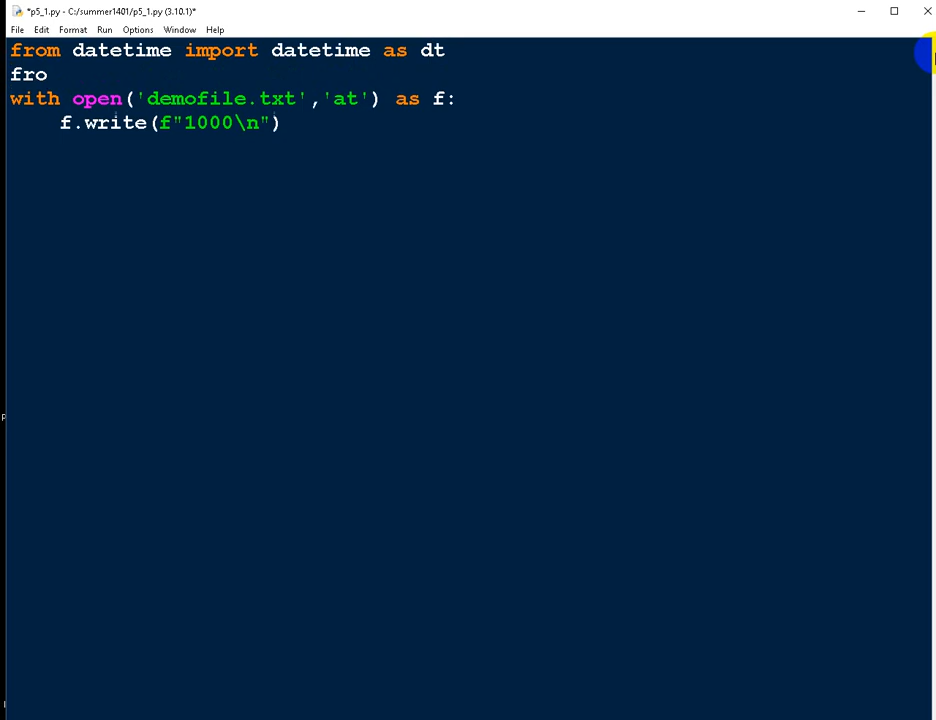 *p5_1.py - C:/summer1401/p5_1.py (3.10.1)*
File Edit Format Run Options Window Help
from datetime import datetime as dt
fro
with open('demofile.txt','at') as f:
    f.write(f"1000\n")